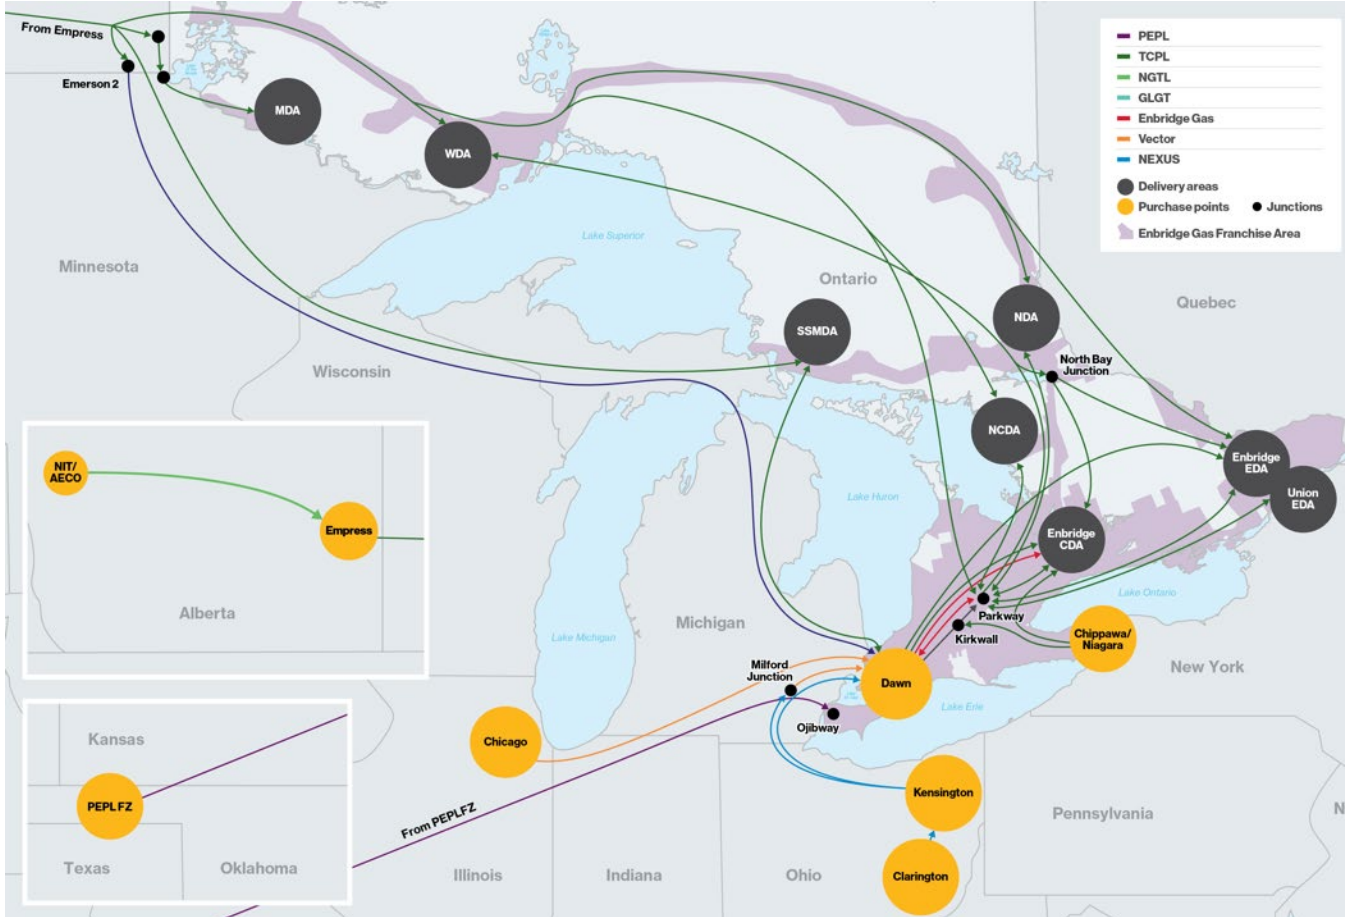 From Empress
Emerson 2
MDA
WDA
Lake Superior
Minnesota
Ontario
Quebec
SSMDA
NDA
North Bay
Junction
Wisconsin
NCDA
Enbridge
EDA
Union
EDA
Lake Huron
Enbridge
CDA
Lake Ontario
Parkway
Kirkwall
Chippawa/
Niagara
New York
Lake Michigan
Michigan
Milford
Junction
Dawn
Lake Erie
Ojibway
Chicago
Kensington
Clarington
Pennsylvania
N
From PEPLFZ
Illinois
Indiana
Ohio
PEPL
TCPL
NGTL
GLGT
Enbridge Gas
Vector
NEXUS
Delivery areas
Purchase points
Junctions
Enbridge Gas Franchise Area
NIT/
AECO
Empress
Alberta
Kansas
PEPL FZ
Texas
Oklahoma